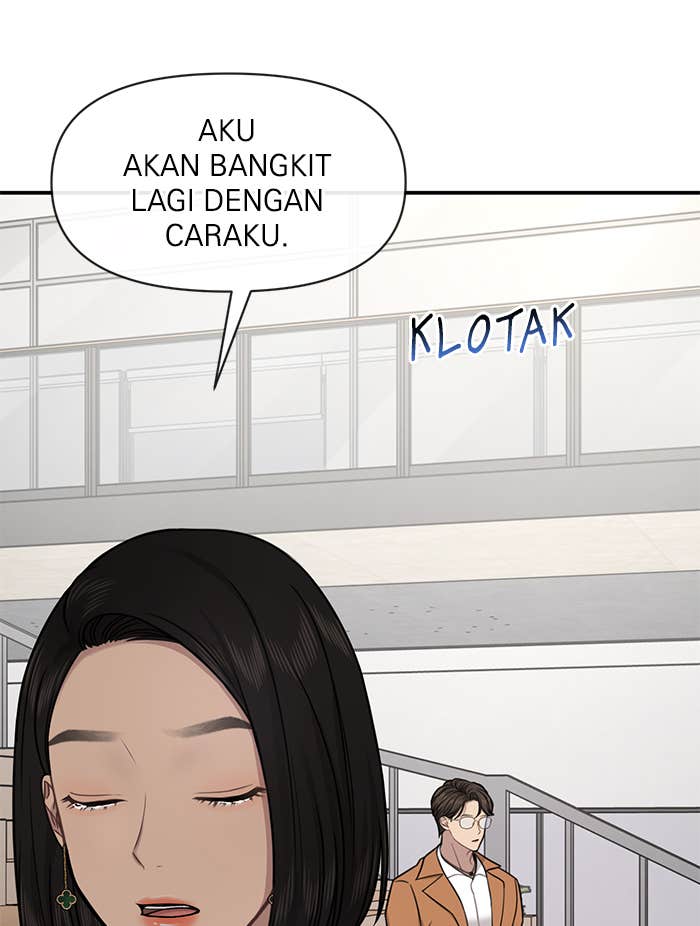 AKU
AKAN BANGKIT
LAGI DENGAN
CARAKU.
KLOTAK